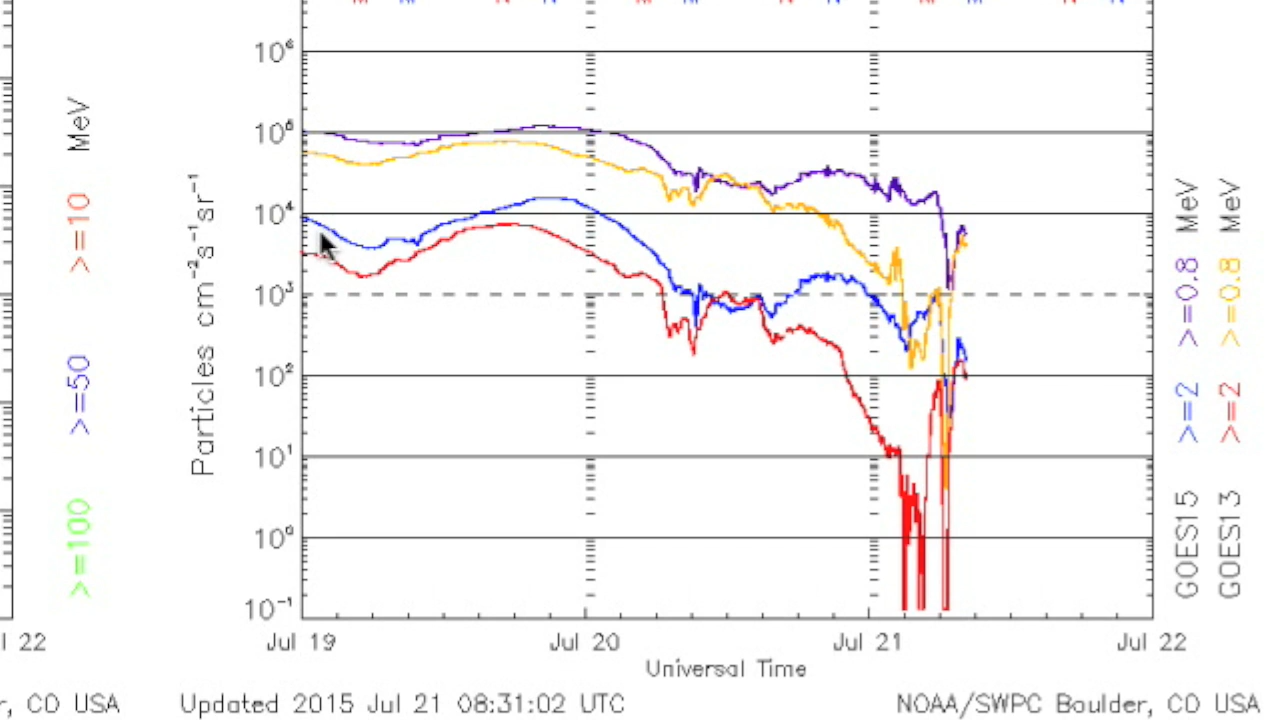 >=100 >=50 >=10 MeV
Particles cm⁻²s⁻¹sr⁻¹
10⁶
10⁵
10⁴
10³
10²
10¹
10⁰
10⁻¹
GOES15 >=2 >=0.8 MeV
GOES13 >=2 >=0.8 MeV
l 22 Jul 19 Jul 20 Jul 21 Jul 22
Universal Time
r, CO USA Updated 2015 Jul 21 08:31:02 UTC NOAA/SWPC Boulder, CO USA